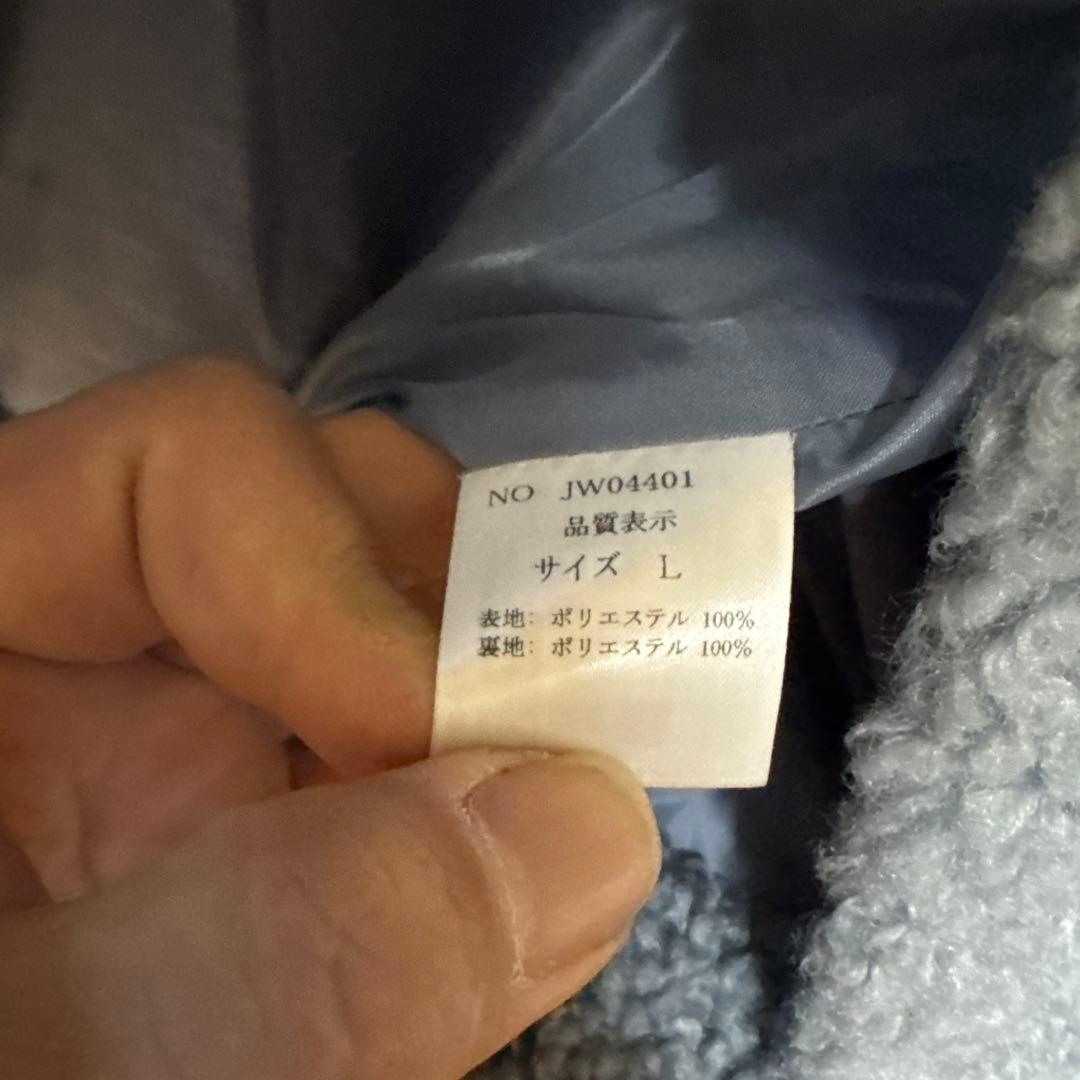 NO JW04401
品質表示
サイズ L
表地: ポリエステル 100%
裏地: ポリエステル 100%